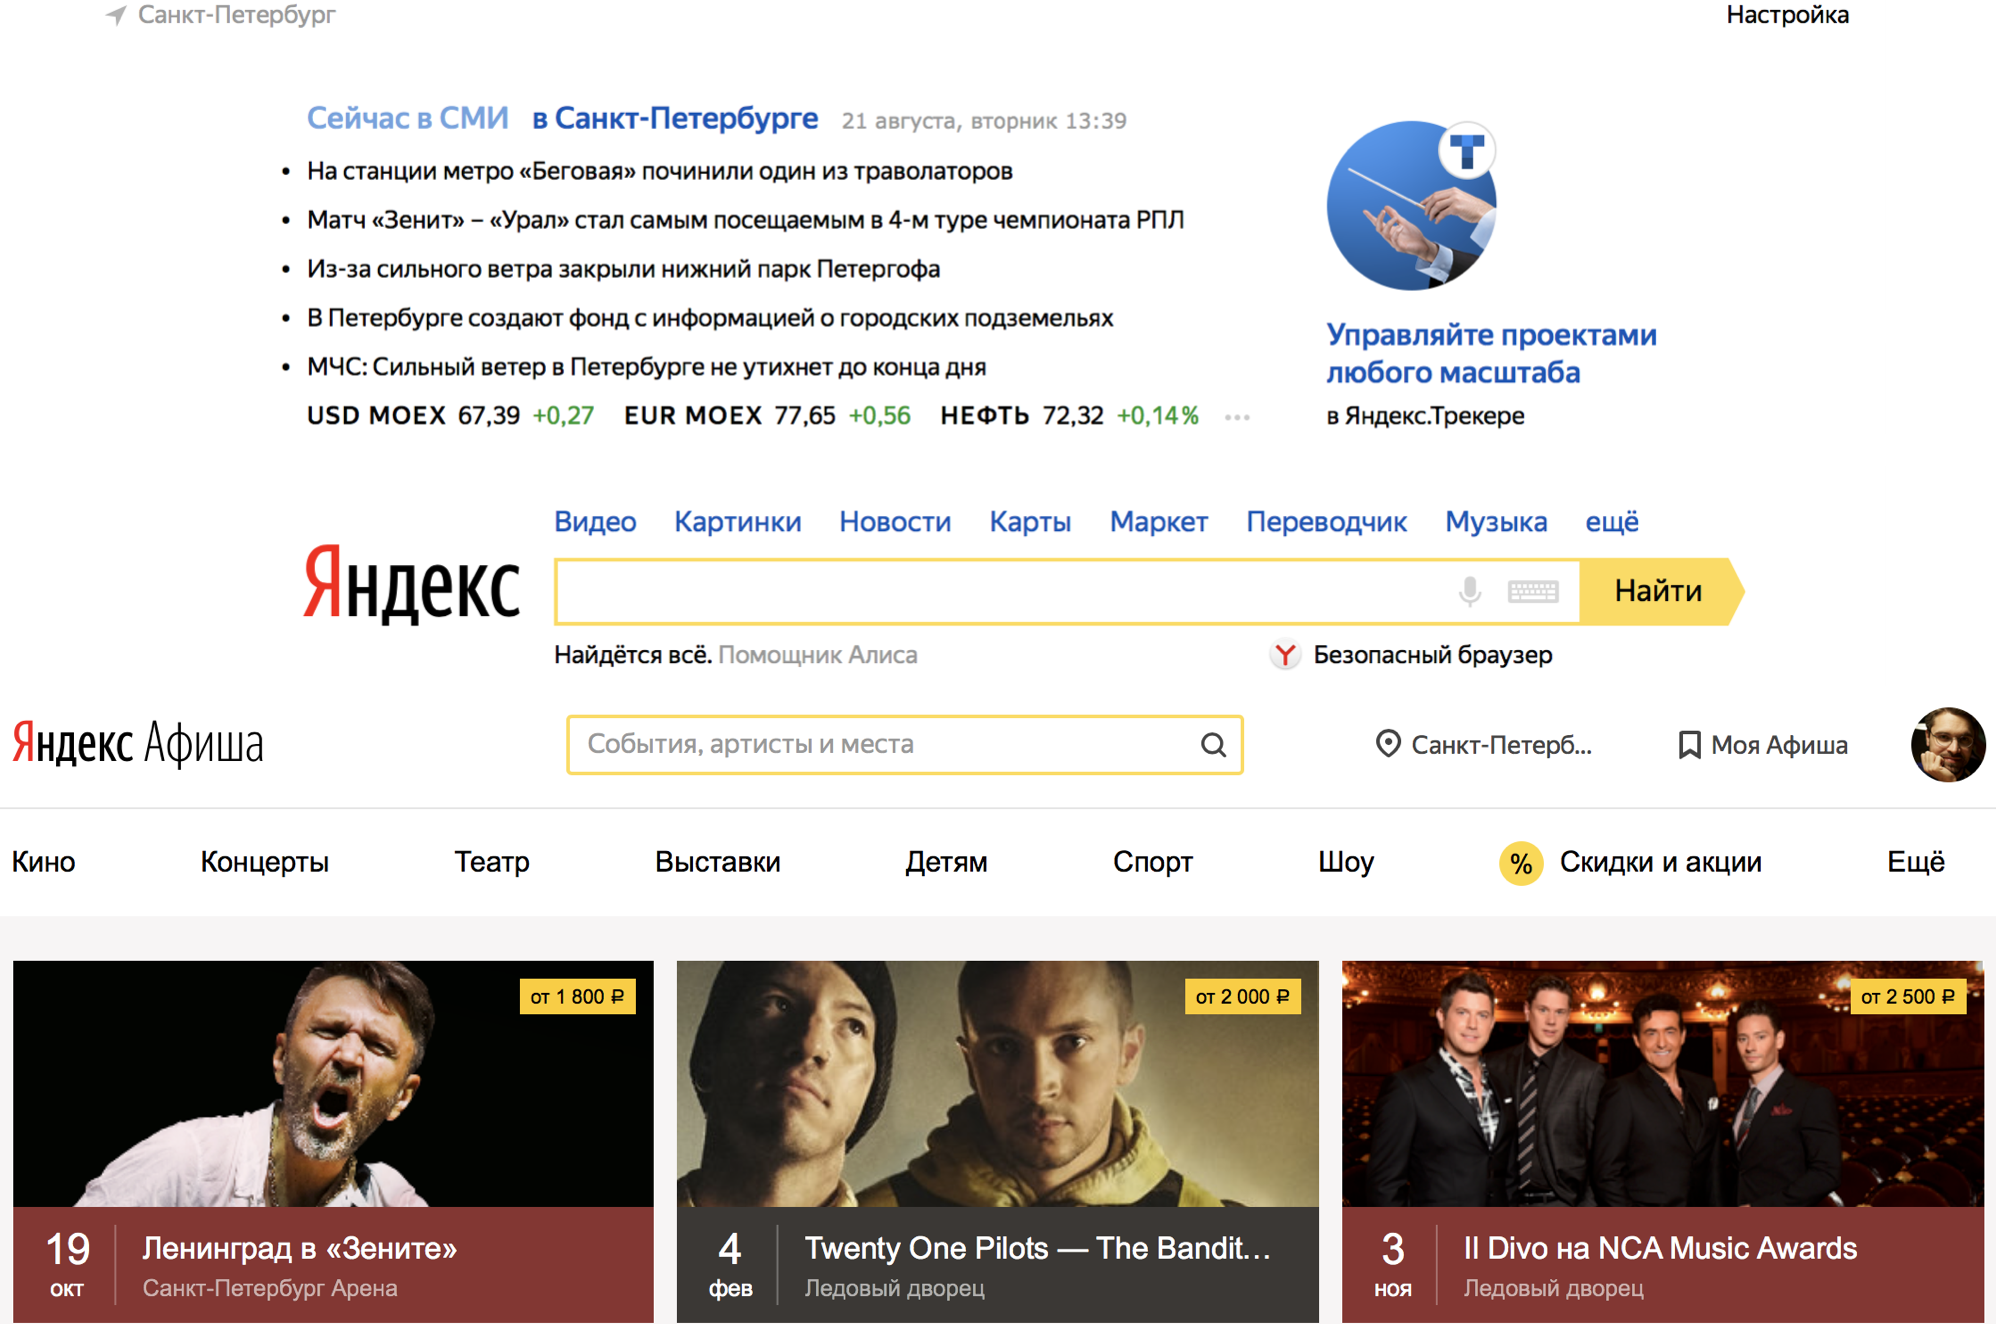 Санкт-Петербург
Настройка
Сейчас в СМИ в Санкт-Петербурге 21 августа, вторник 13:39
• На станции метро «Беговая» починили один из траволаторов
• Матч «Зенит» – «Урал» стал самым посещаемым в 4-м туре чемпионата РПЛ
• Из-за сильного ветра закрыли нижний парк Петергофа
• В Петербурге создают фонд с информацией о городских подземельях
• МЧС: Сильный ветер в Петербурге не утихнет до конца дня
USD MOEX 67,39 +0,27 EUR MOEX 77,65 +0,56 НЕФТЬ 72,32 +0,14% ...
T
Управляйте проектами
любого масштаба
в Яндекс.Трекере
Видео Картинки Новости Карты Маркет Переводчик Музыка ещё
Яндекс
Найти
Найдётся всё. Помощник Алиса
Y Безопасный браузер
Яндекс Афиша
События, артисты и места
Санкт-Петерб...
Моя Афиша
Кино Концерты Театр Выставки Детям Спорт Шоу % Скидки и акции Ещё
от 1 800 ₽
19
окт
Ленинград в «Зените»
Санкт-Петербург Арена
от 2 000 ₽
4
фев
Twenty One Pilots — The Bandit...
Ледовый дворец
от 2 500 ₽
3
ноя
Il Divo на NCA Music Awards
Ледовый дворец